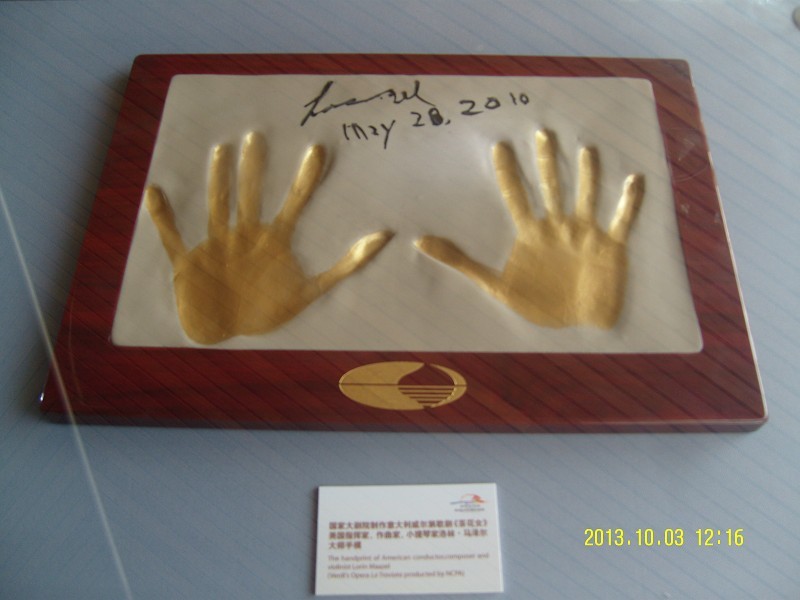 May 28, 2010
国家大剧院制作意大利威尔第歌剧《茶花女》
美国指挥家、作曲家、小提琴家洛林·马泽尔
大师手模
The handprint of American conductor,composer and
violinist Lorin Maazel
(Verdi's Opera La Traviata produced by NCPA)
2013.10.03 12:16